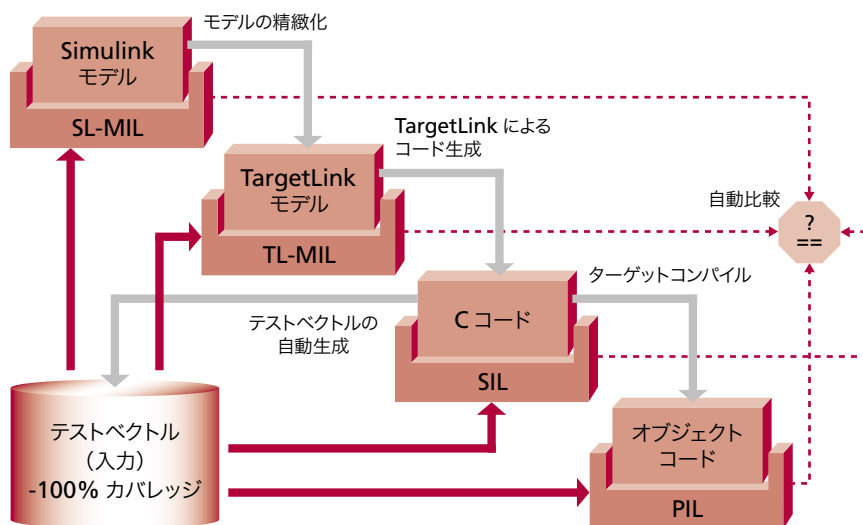 モデルの精緻化
Simulink
モデル
SL-MIL
TargetLink による
コード生成
TargetLink
モデル
TL-MIL
自動比較
?
==
ターゲットコンパイル
C コード
SIL
テストベクトルの
自動生成
テストベクトル
(入力)
-100% カバレッジ
オブジェクト
コード
PIL